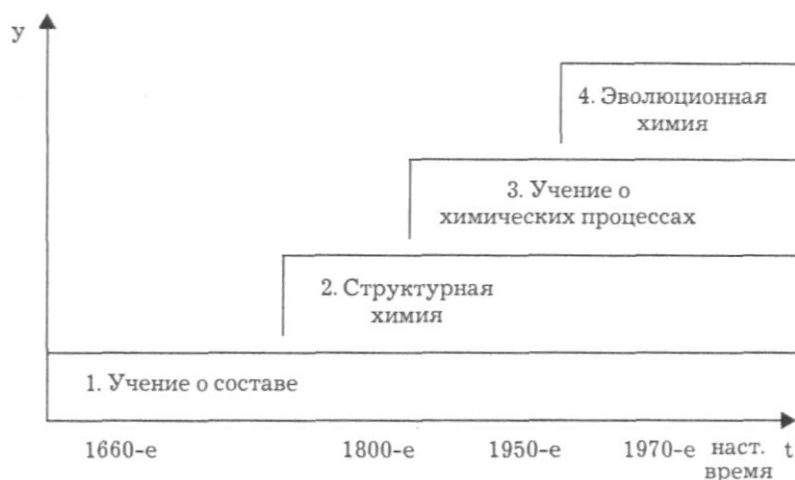 у
4. Эволюционная
химия
3. Учение о
химических процессах
2. Структурная
химия
1. Учение о составе
1660-е 1800-е 1950-е 1970-е наст. t
время